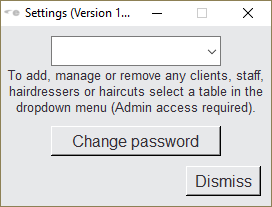 Settings (Version 1...
To add, manage or remove any clients, staff,
hairdressers or haircuts select a table in the
dropdown menu (Admin access required).
Change password
Dismiss